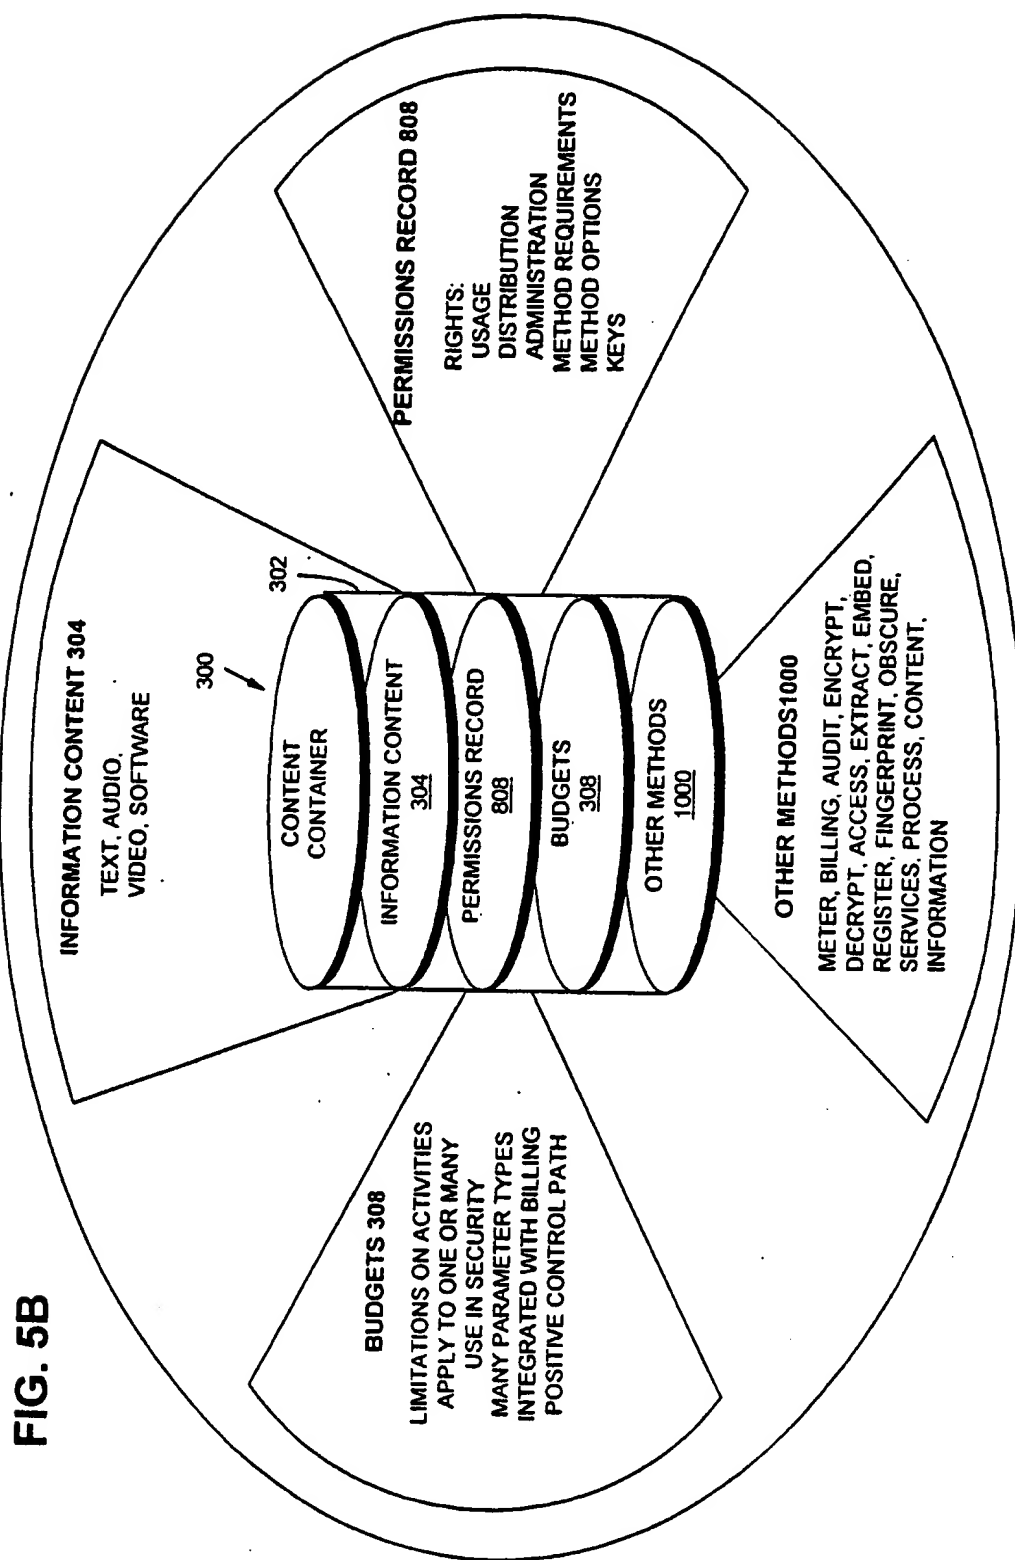 FIG. 5B
INFORMATION CONTENT 304
TEXT, AUDIO,
VIDEO, SOFTWARE
300
302
CONTENT
CONTAINER
INFORMATION CONTENT
304
PERMISSIONS RECORD
808
BUDGETS
308
OTHER METHODS
1000
BUDGETS 308
LIMITATIONS ON ACTIVITIES
APPLY TO ONE OR MANY
USE IN SECURITY
MANY PARAMETER TYPES
INTEGRATED WITH BILLING
POSITIVE CONTROL PATH
PERMISSIONS RECORD 808
RIGHTS:
USAGE
DISTRIBUTION
ADMINISTRATION
METHOD REQUIREMENTS
METHOD OPTIONS
KEYS
OTHER METHODS1000
METER, BILLING, AUDIT, ENCRYPT,
DECRYPT, ACCESS, EXTRACT, EMBED,
REGISTER, FINGERPRINT, OBSCURE,
SERVICES, PROCESS, CONTENT,
INFORMATION